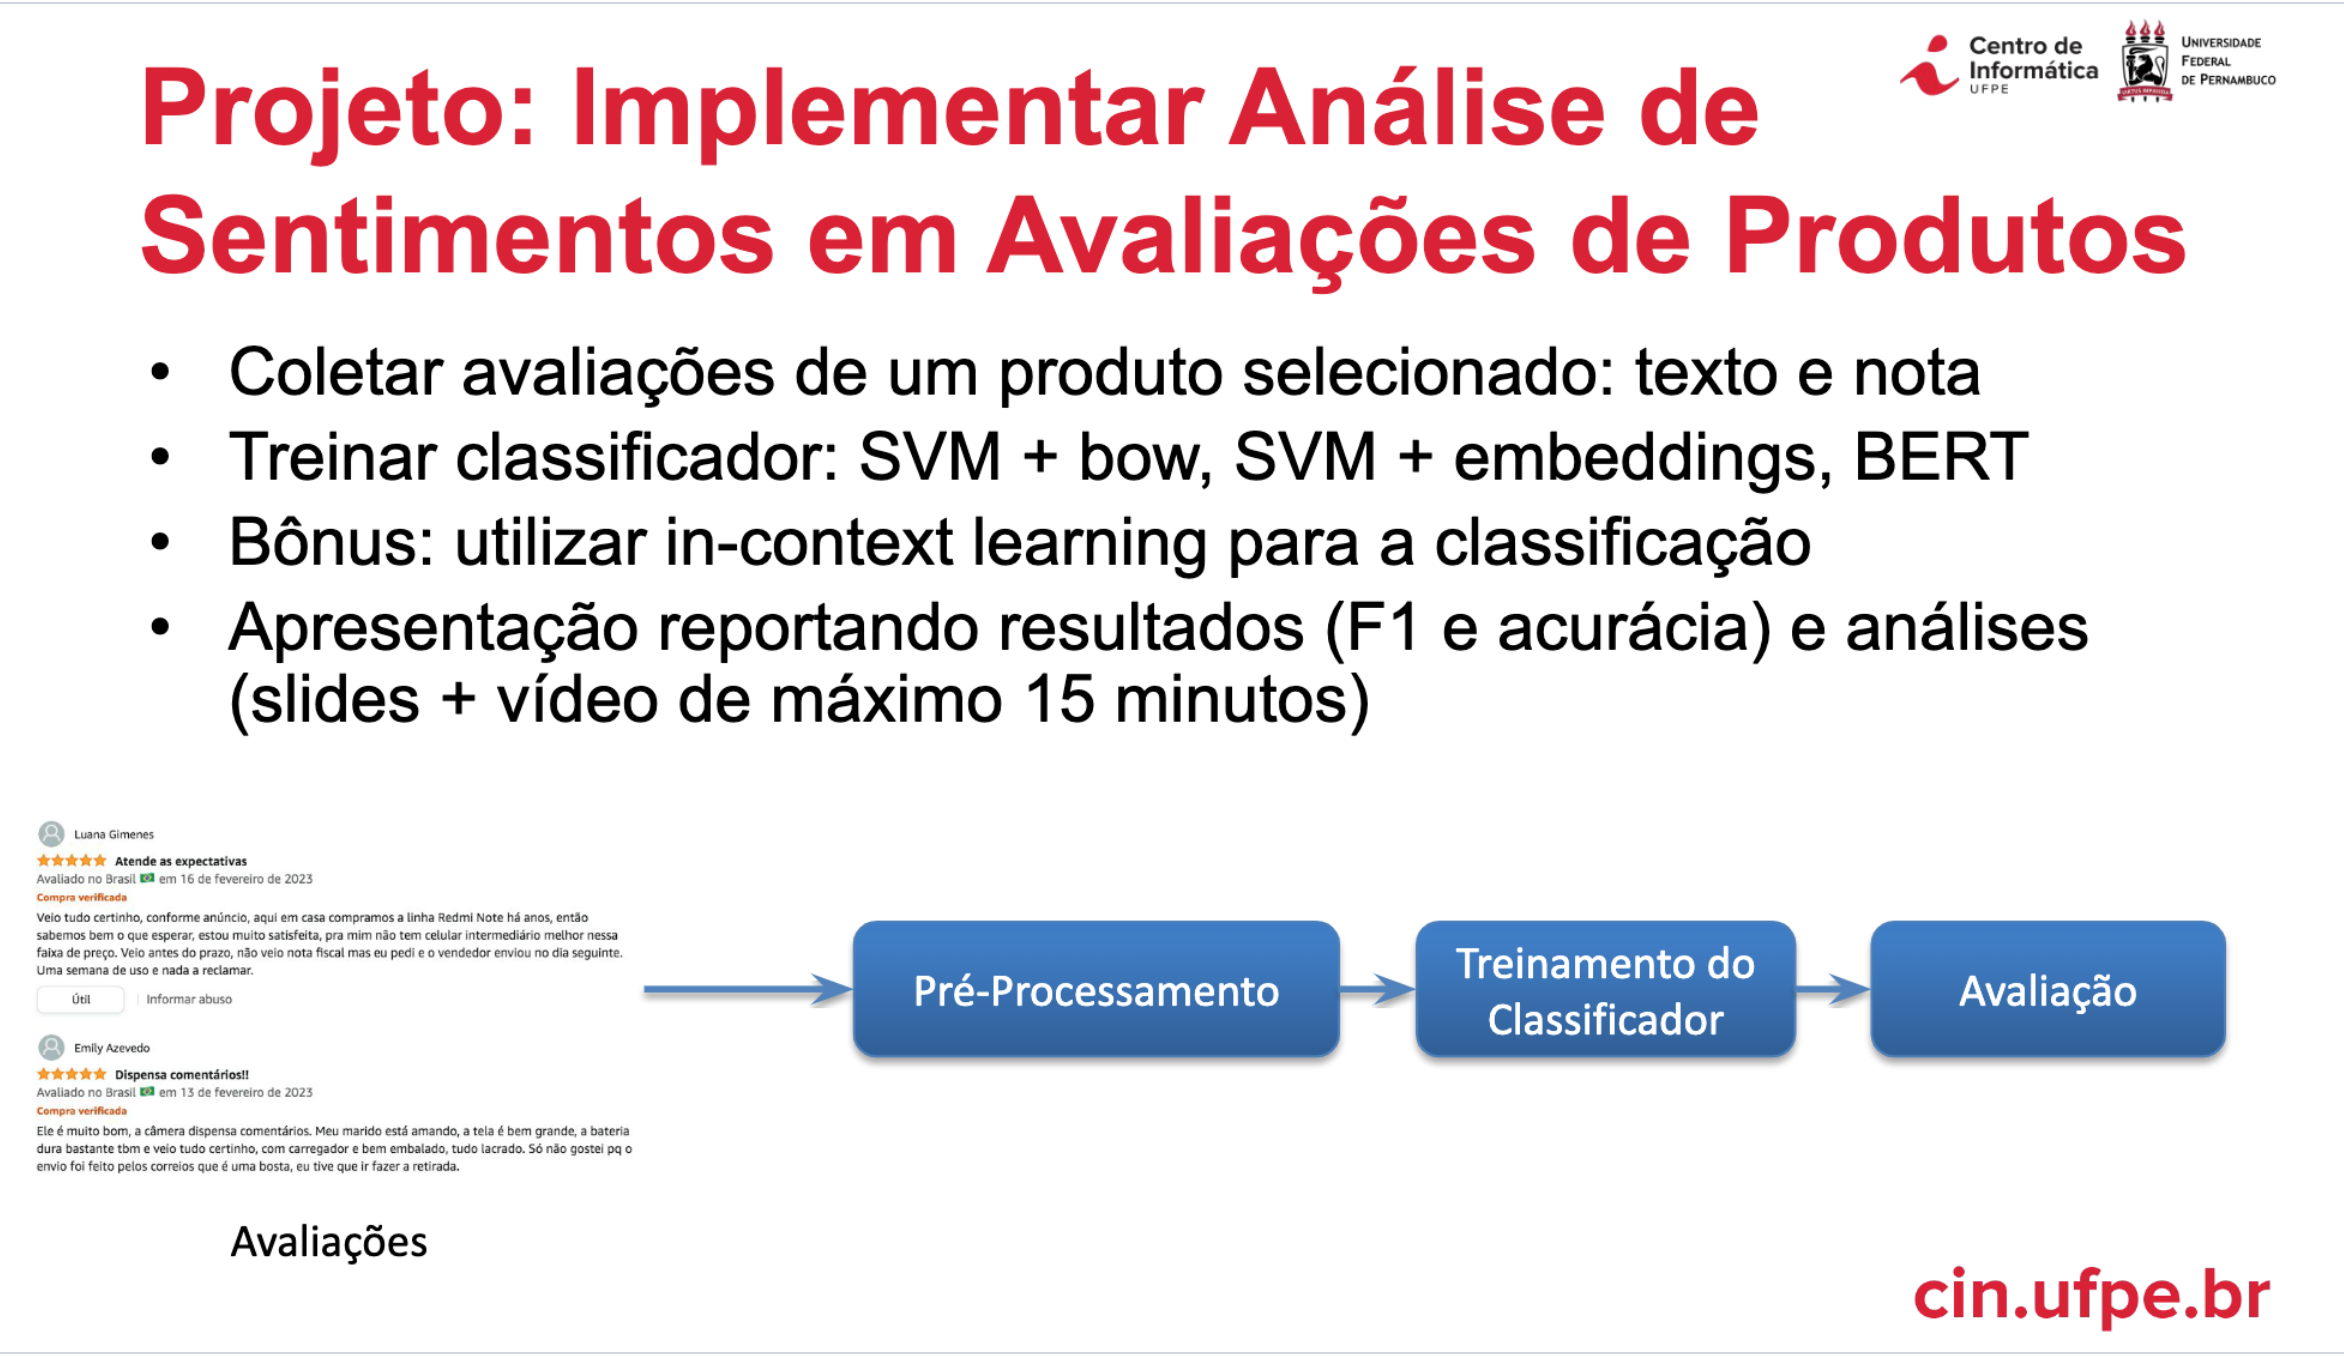 Centro de
Informática
UFPE
UNIVERSIDADE
FEDERAL
DE PERNAMBUCO
Projeto: Implementar Análise de
Sentimentos em Avaliações de Produtos
• Coletar avaliações de um produto selecionado: texto e nota
• Treinar classificador: SVM + bow, SVM + embeddings, BERT
• Bônus: utilizar in-context learning para a classificação
• Apresentação reportando resultados (F1 e acurácia) e análises
(slides + vídeo de máximo 15 minutos)
Luana Gimenes
Atende as expectativas
Avaliado no Brasil em 16 de fevereiro de 2023
Compra verificada
Veio tudo certinho, conforme anúncio, aqui em casa compramos a linha Redmi Note há anos, então
sabemos bem o que esperar, estou muito satisfeita, pra mim não tem celular intermediário melhor nessa
faixa de preço. Veio antes do prazo, não veio nota fiscal mas eu pedi e o vendedor enviou no dia seguinte.
Uma semana de uso e nada a reclamar.
Útil | Informar abuso
Emily Azevedo
Dispensa comentários!!
Avaliado no Brasil em 13 de fevereiro de 2023
Compra verificada
Ele é muito bom, a câmera dispensa comentários. Meu marido está amando, a tela é bem grande, a bateria
dura bastante tbm e veio tudo certinho, com carregador e bem embalado, tudo lacrado. Só não gostei pq o
envio foi feito pelos correios que é uma bosta, eu tive que ir fazer a retirada.
Avaliações
Pré-Processamento
Treinamento do
Classificador
Avaliação
cin.ufpe.br